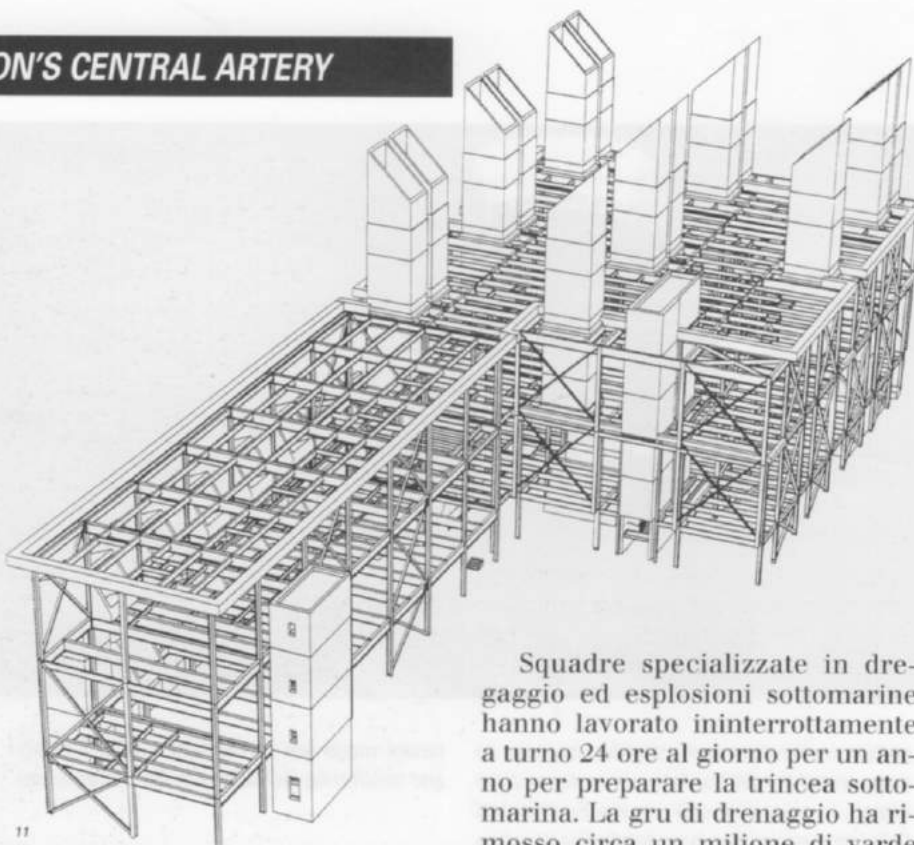 ON'S CENTRAL ARTERY
Squadre specializzate in dre-
gaggio ed esplosioni sottomarine
hanno lavorato ininterrottamente
a turno 24 ore al giorno per un an-
no per preparare la trincea sotto-
marina. La gru di drenaggio ha ri-
mosso circa un milione di yarde
11